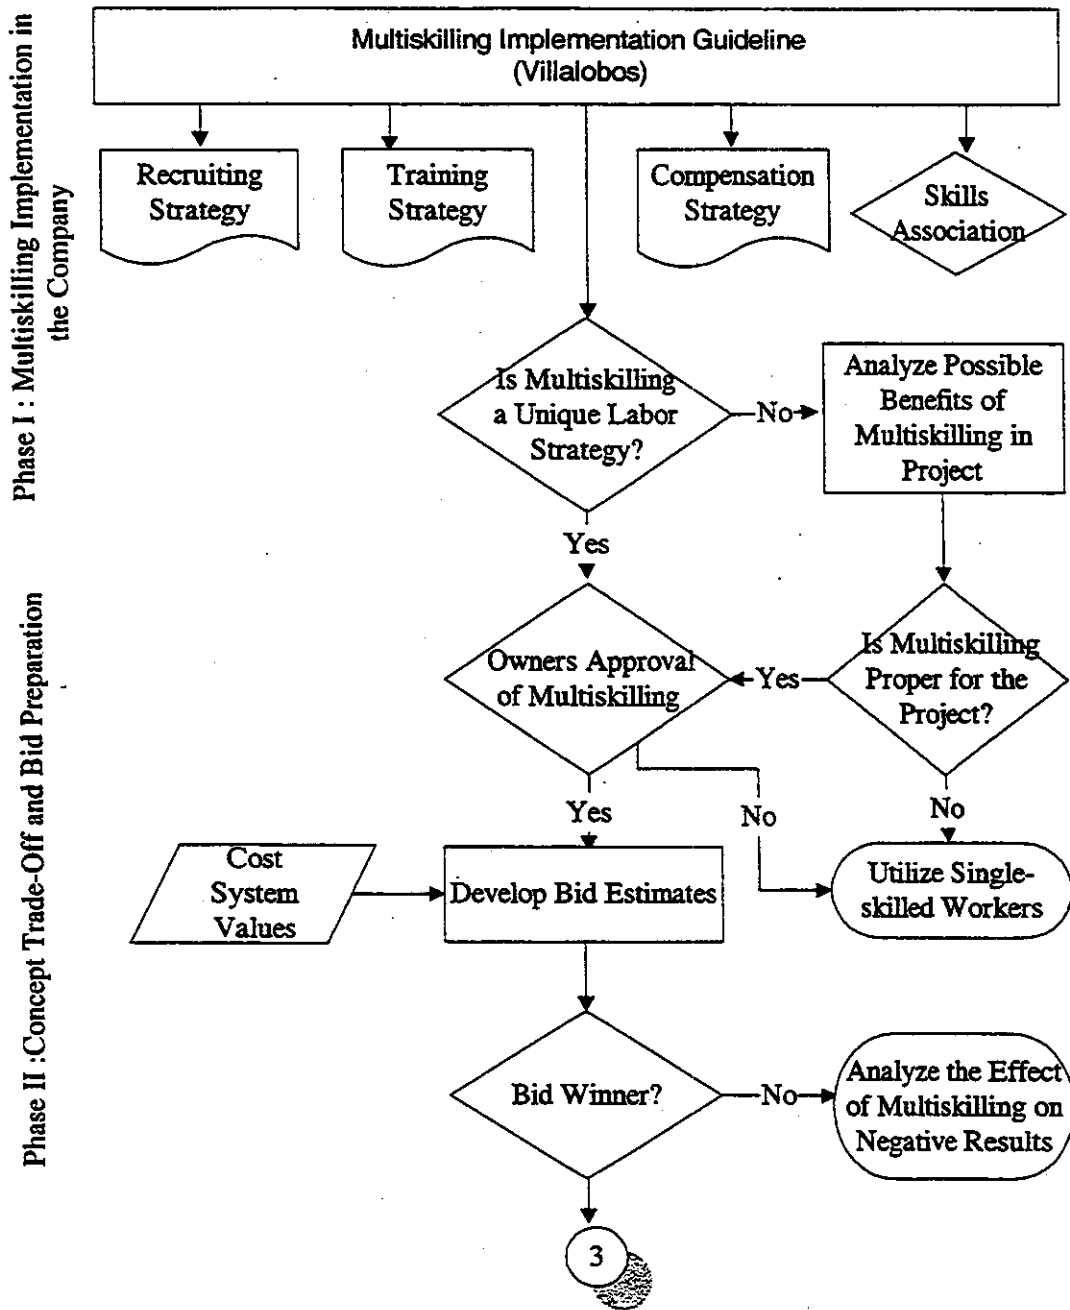 Phase I : Multiskilling Implementation in
the Company
Multiskilling Implementation Guideline
(Villalobos)
Recruiting
Strategy
Training
Strategy
Compensation
Strategy
Skills
Association
Is Multiskilling
a Unique Labor
Strategy?
No
Analyze Possible
Benefits of
Multiskilling in
Project
Yes
Phase II :Concept Trade-Off and Bid Preparation
Owners Approval
of Multiskilling
Yes
Is Multiskilling
Proper for the
Project?
Yes
No
No
Cost
System
Values
Develop Bid Estimates
Utilize Single-
skilled Workers
Bid Winner?
No
Analyze the Effect
of Multiskilling on
Negative Results
3